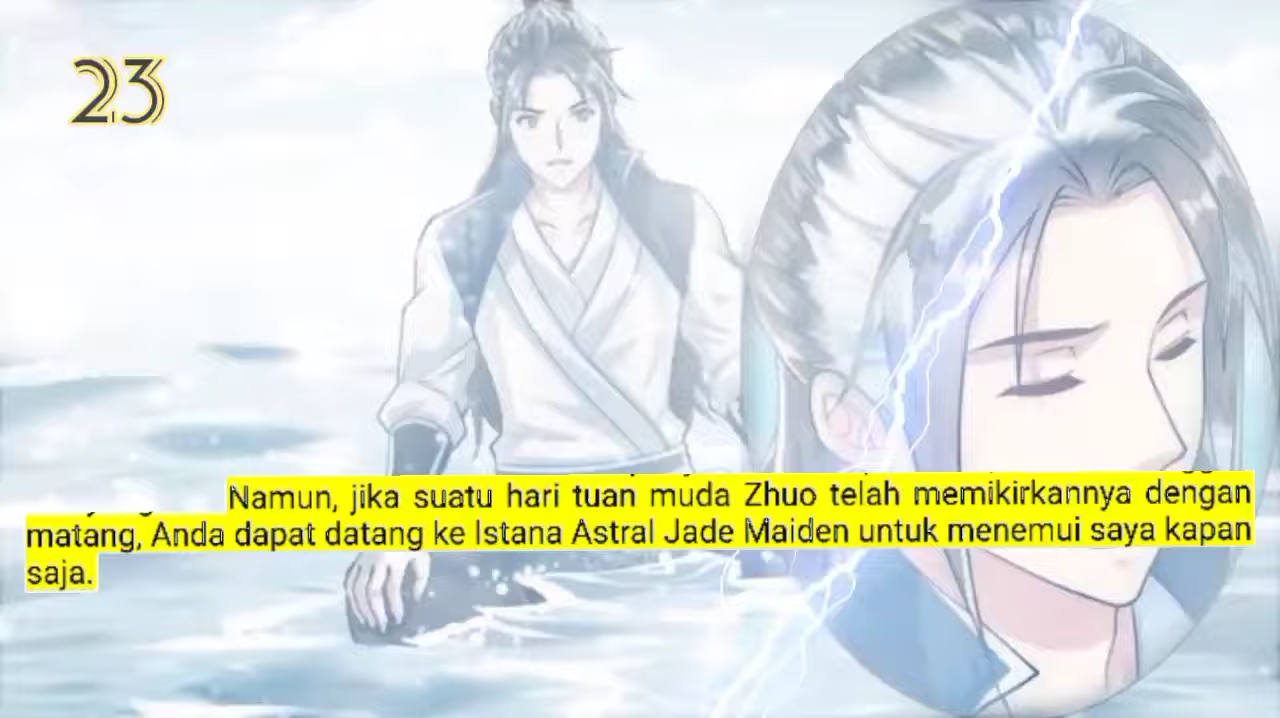 23
Namun, jika suatu hari tuan muda Zhuo telah memikirkannya dengan
matang, Anda dapat datang ke Istana Astral Jade Maiden untuk menemui saya kapan
saja.